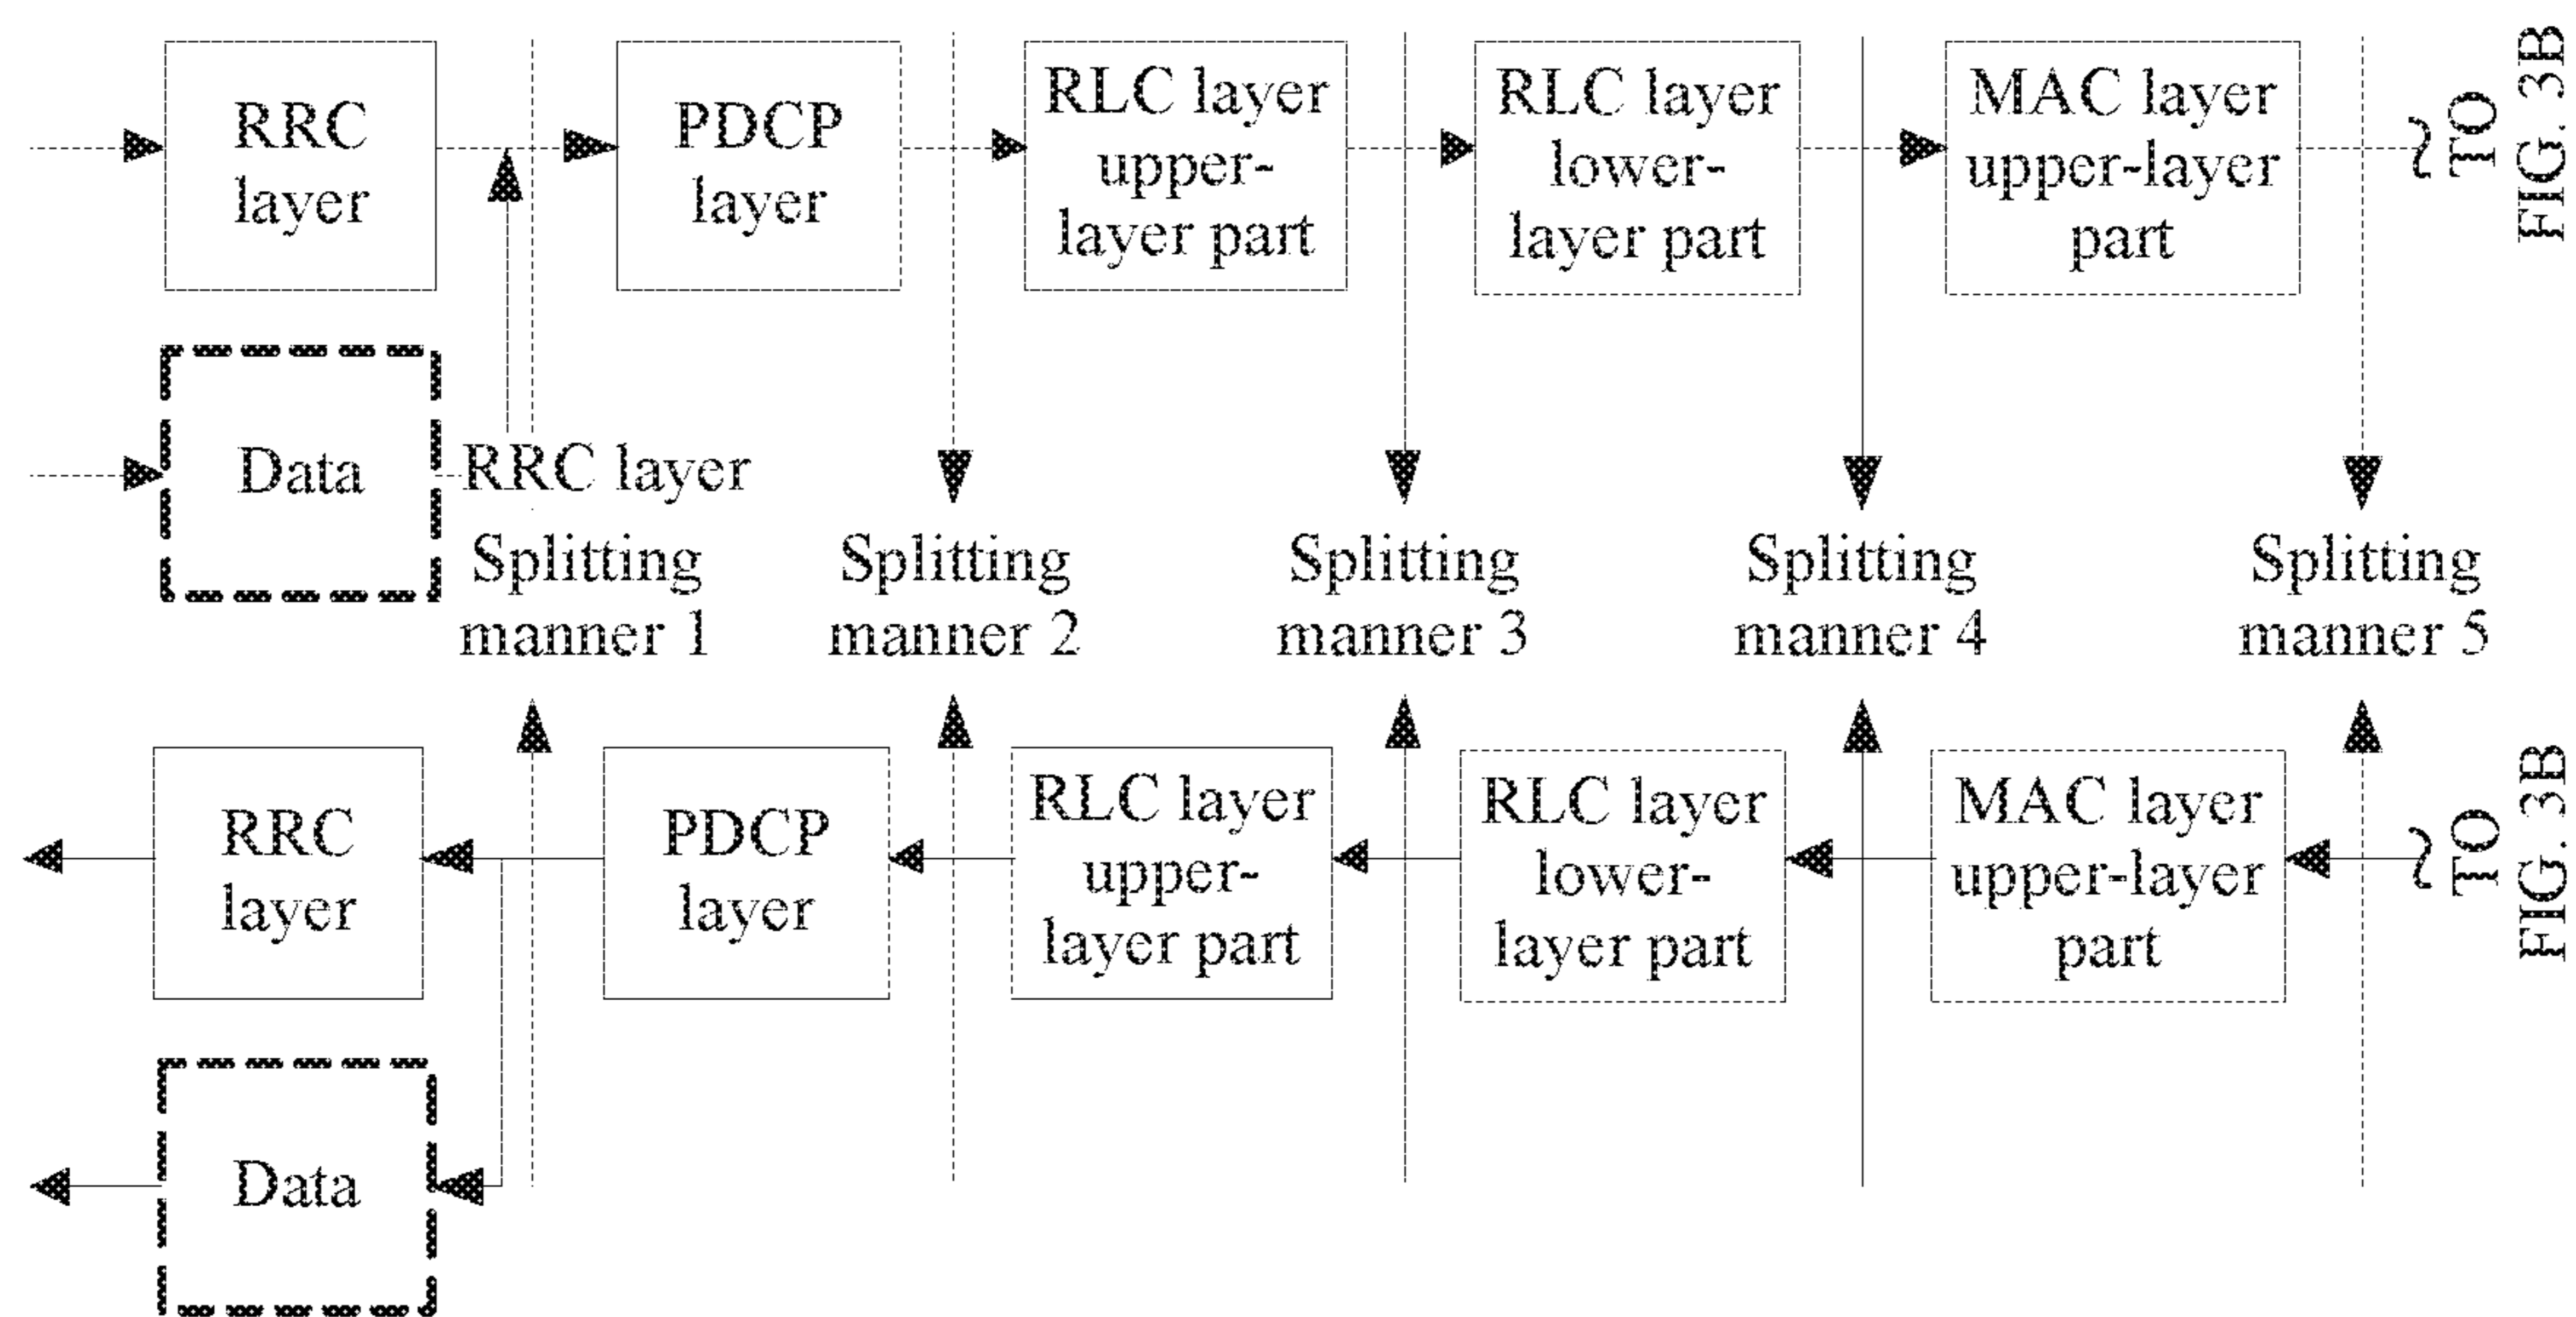 RRC
layer
PDCP
layer
RLC layer
upper-
layer part
RLC layer
lower-
layer part
MAC layer
upper-layer
part
TO
FIG. 3B
Data
RRC layer
Splitting
manner 1
Splitting
manner 2
Splitting
manner 3
Splitting
manner 4
Splitting
manner 5
RRC
layer
PDCP
layer
RLC layer
upper-
layer part
RLC layer
lower-
layer part
MAC layer
upper-layer
part
TO
FIG. 3B
Data